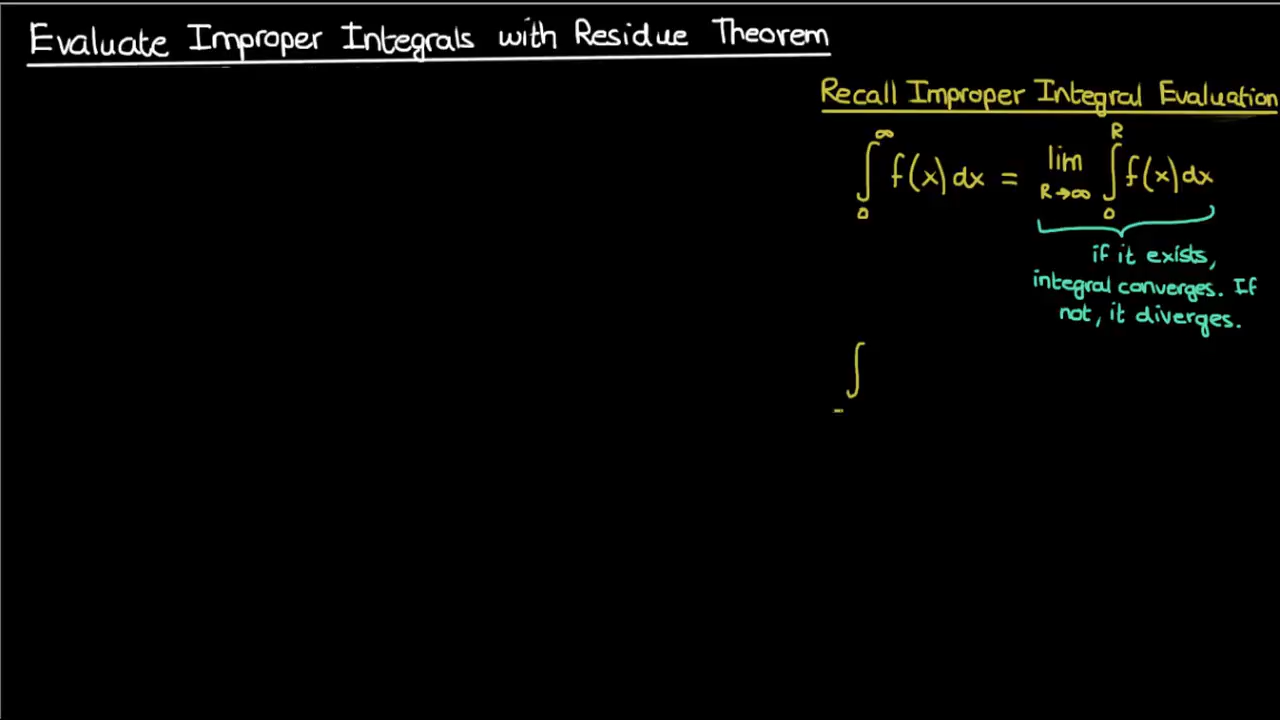 Evaluate Improper Integrals with Residue Theorem
Recall Improper Integral Evaluation
∫₀^∞ f(x) dx = lim_{R→∞} ∫₀^R f(x) dx
if it exists,
integral converges. If
not, it diverges.
∫_-